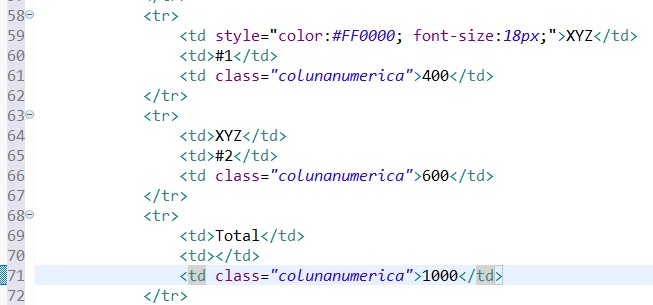 58 <tr>
59 <td style="color:#FF0000; font-size:18px;">XYZ</td>
60 <td>#1</td>
61 <td class="colunanumerica">400</td>
62 </tr>
63 <tr>
64 <td>XYZ</td>
65 <td>#2</td>
66 <td class="colunanumerica">600</td>
67 </tr>
68 <tr>
69 <td>Total</td>
70 <td></td>
71 <td class="colunanumerica">1000</td>
72 </tr>